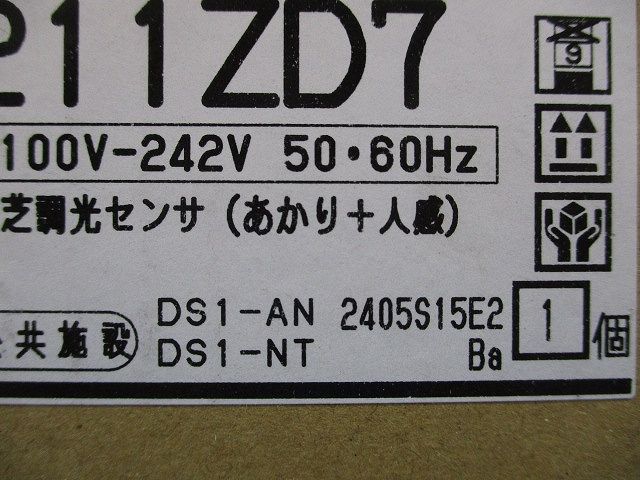 211ZD7
9
100V-242V 50・60Hz
芝調光センサ(あかり+人感)
共施設
DS1-AN 2405S15E2
DS1-NT Ba
1個